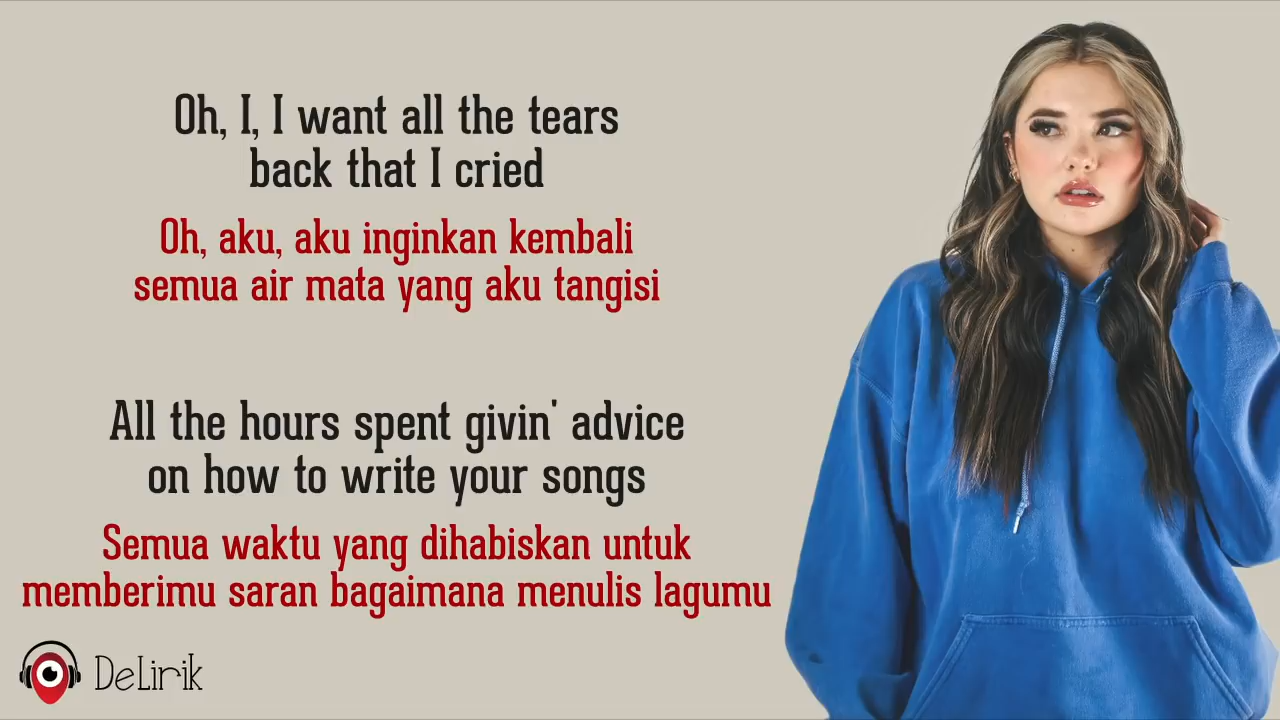 Oh, I, I want all the tears
back that I cried
Oh, aku, aku inginkan kembali
semua air mata yang aku tangisi
All the hours spent givin' advice
on how to write your songs
Semua waktu yang dihabiskan untuk
memberimu saran bagaimana menulis lagumu
DeLirik